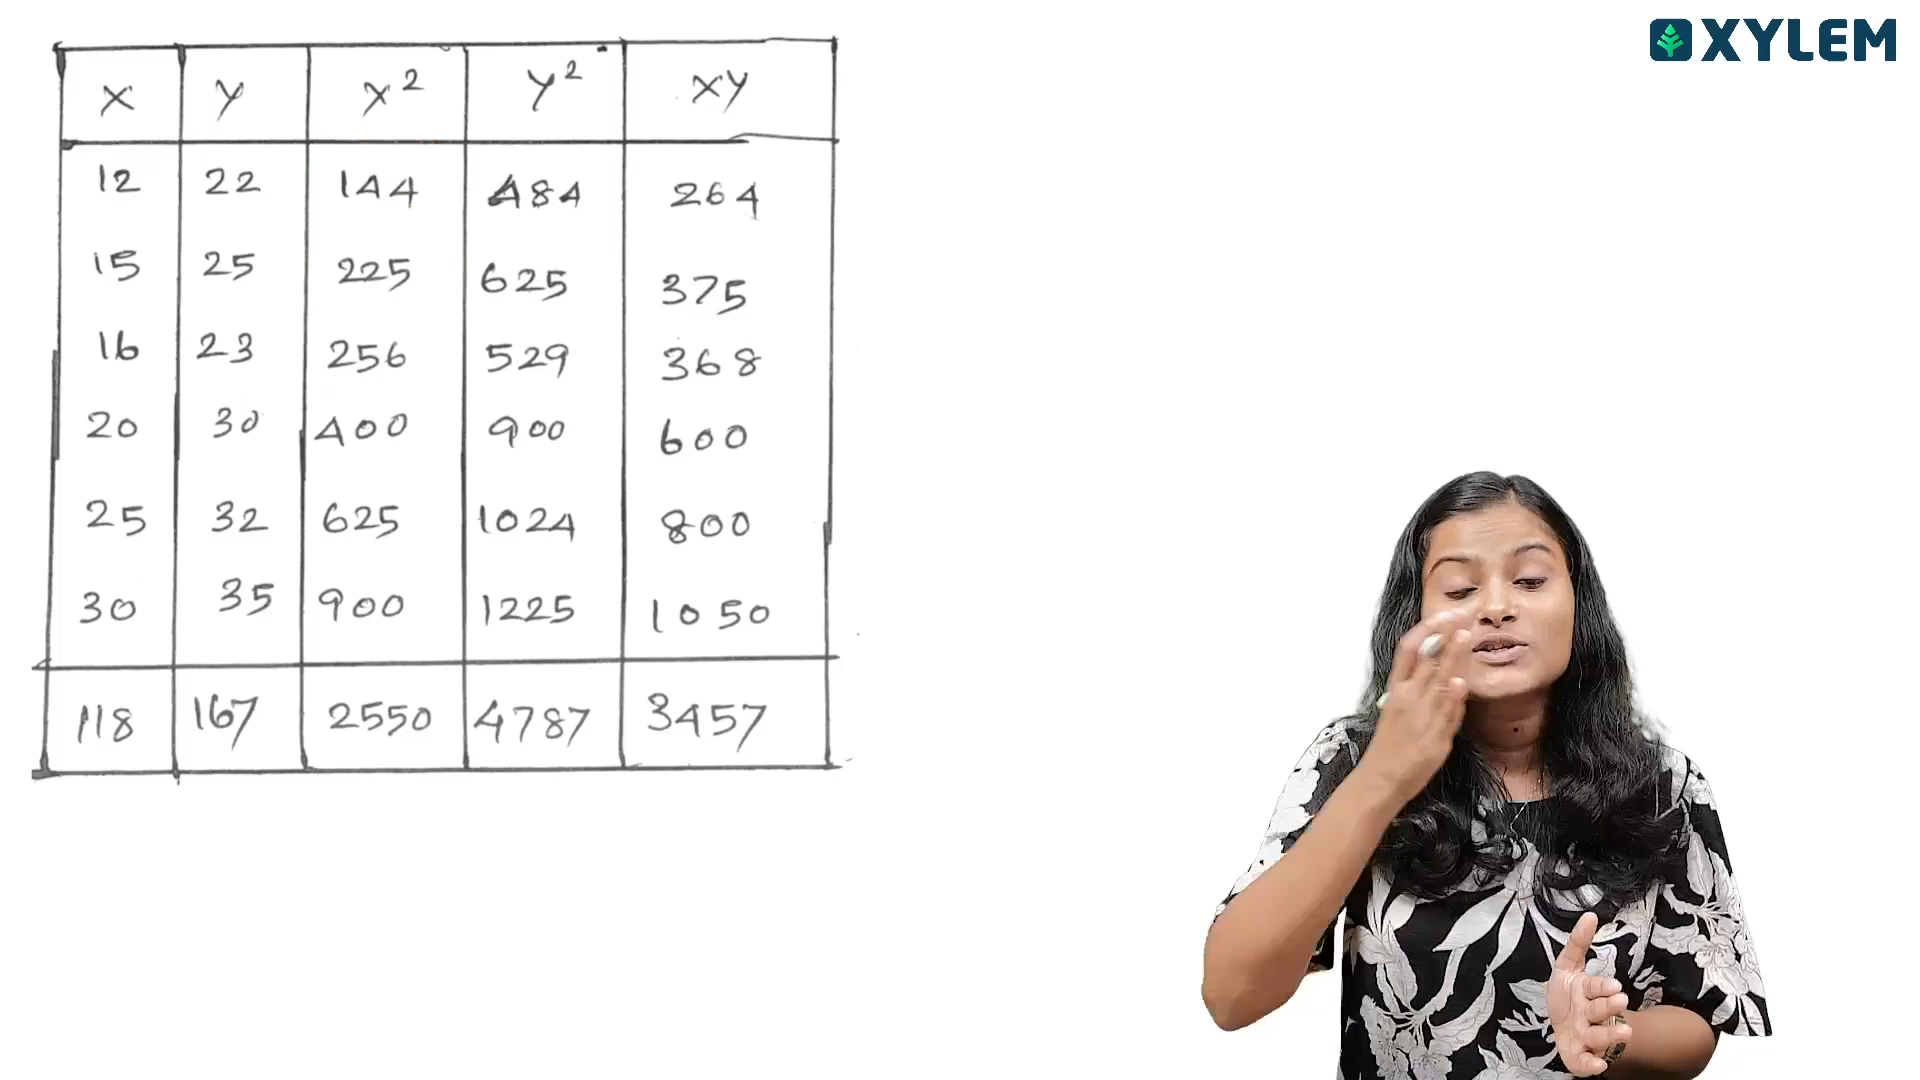 XYLEM
X Y X² Y² XY
12 22 144 484 264
15 25 225 625 375
16 23 256 529 368
20 30 400 900 600
25 32 625 1024 800
30 35 900 1225 1050
118 167 2550 4787 3457